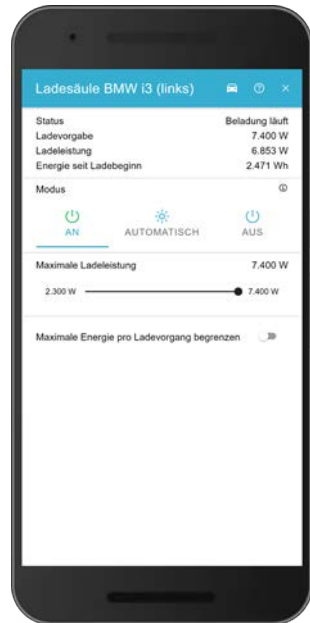 Ladesäule BMW i3 (links)
Status Beladung läuft
Ladevorgabe 7.400 W
Ladeleistung 6.853 W
Energie seit Ladebeginn 2.471 Wh
Modus
AN AUTOMATISCH AUS
Maximale Ladeleistung 7.400 W
2.300 W 7.400 W
Maximale Energie pro Ladevorgang begrenzen